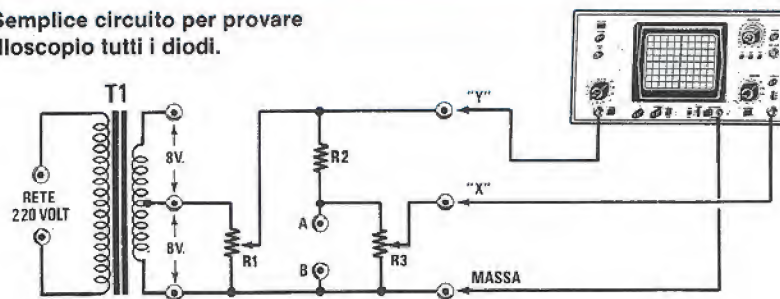 Semplice circuito per provare
lloscopio tutti i diodi.
T1
"Y"
8V.
R2
RETE
220 VOLT
"X"
A
8V.
R1
R3
B
MASSA